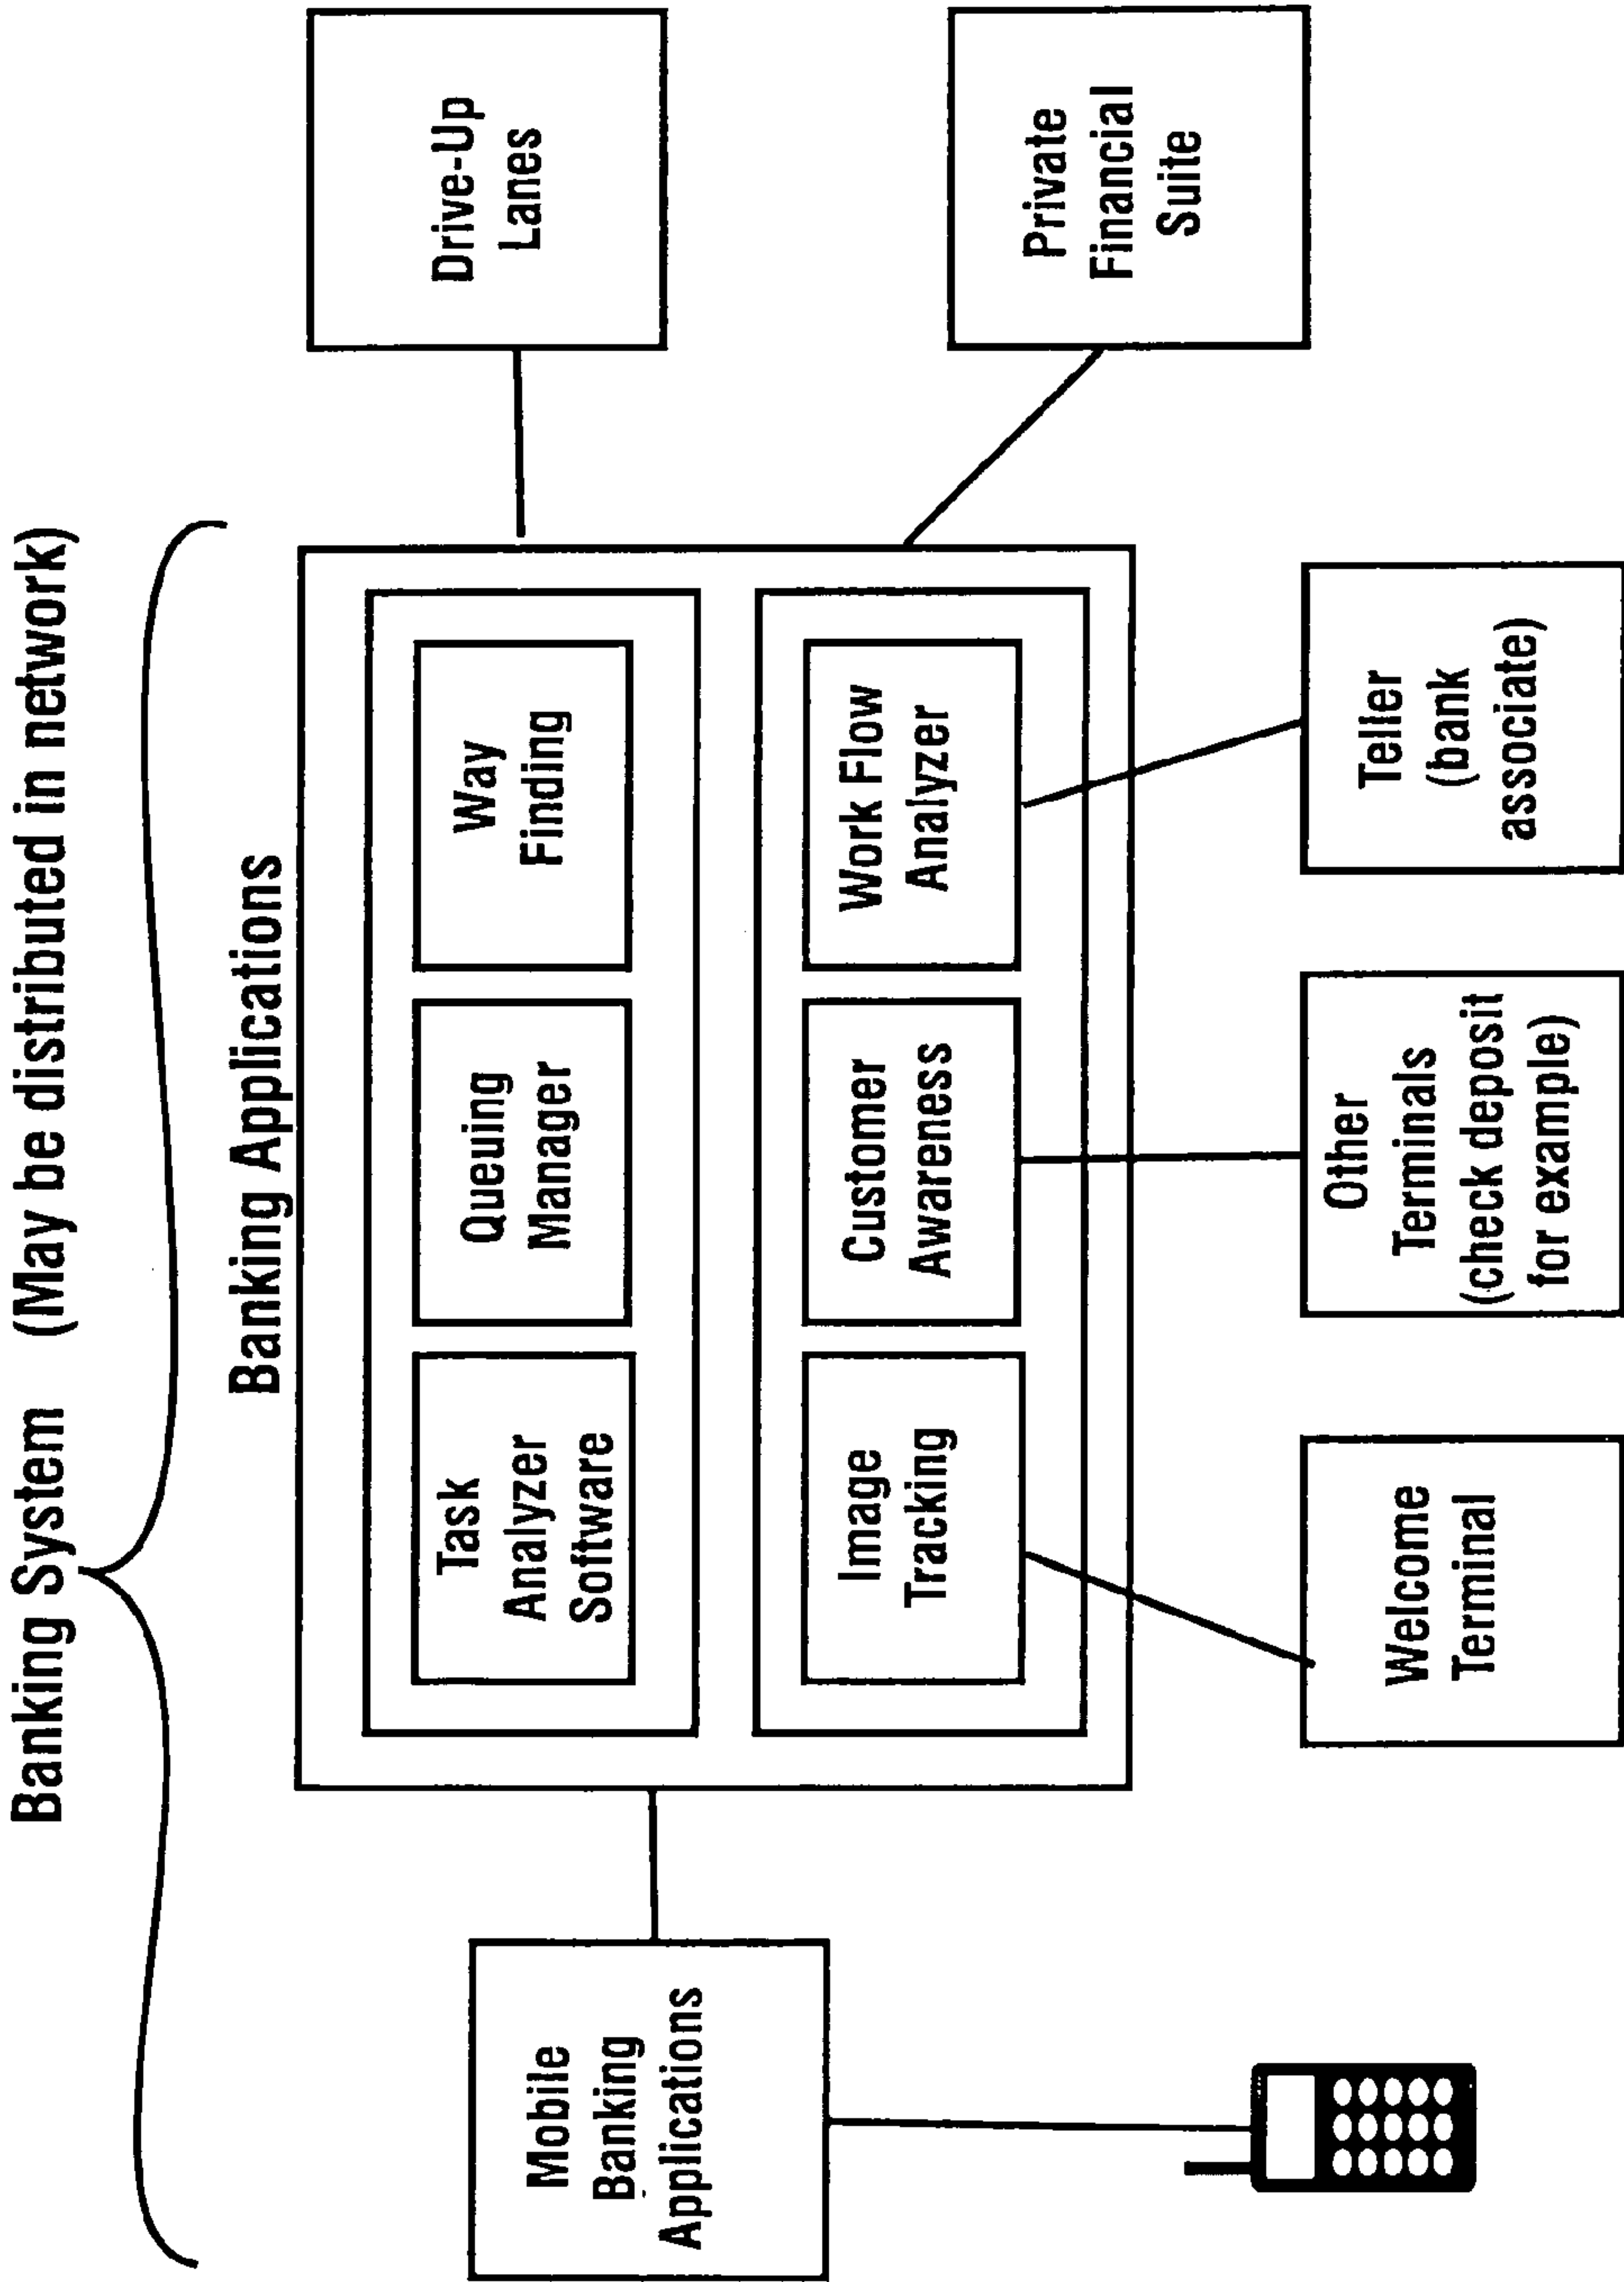 Banking System (May be distributed in network)
Banking Applications
Mobile
Banking
Applications
Task
Analyzer
Software
Queuing
Manager
Way
Finding
Image
Tracking
Customer
Awareness
Work Flow
Analyzer
Drive-Up
Lanes
Private
Financial
Suite
Welcome
Terminal
Other
Terminals
(check deposit
for example)
Teller
(bank
associate)